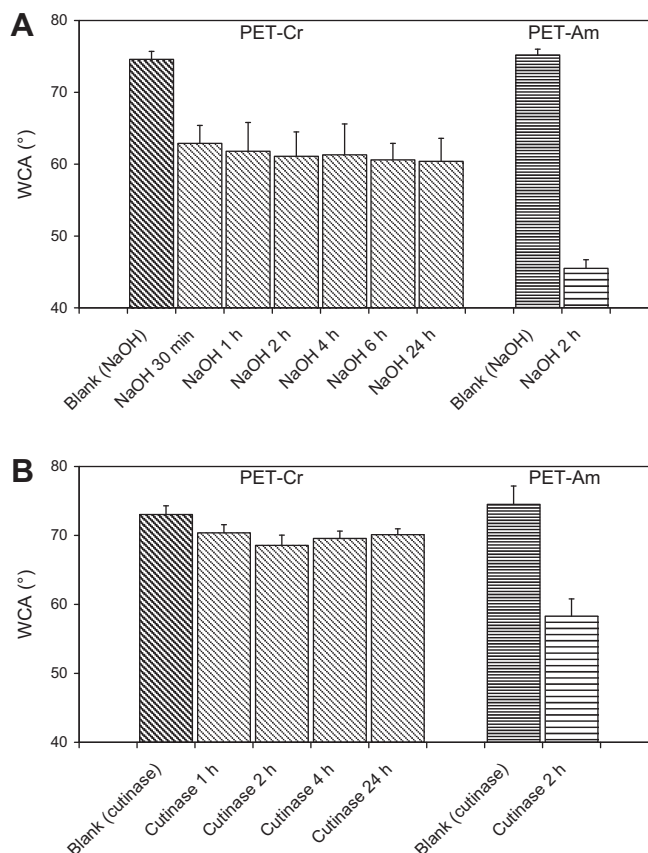 A
PET-Cr PET-Am
80
70
60
50
40
WCA (°)
Blank (NaOH)
NaOH 30 min
NaOH 1 h
NaOH 2 h
NaOH 4 h
NaOH 6 h
NaOH 24 h
Blank (NaOH)
NaOH 2 h
B
PET-Cr PET-Am
80
70
60
50
40
WCA (°)
Blank (cutinase)
Cutinase 1 h
Cutinase 2 h
Cutinase 4 h
Cutinase 24 h
Blank (cutinase)
Cutinase 2 h